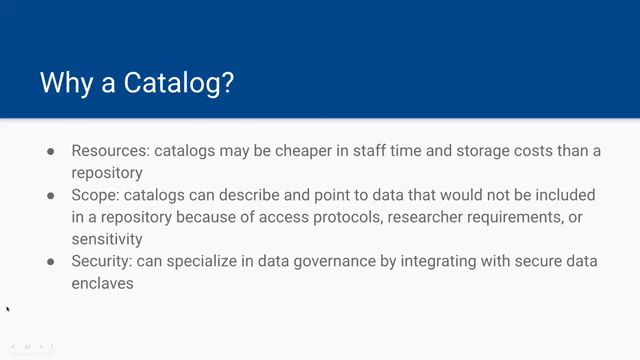 Why a Catalog?
● Resources: catalogs may be cheaper in staff time and storage costs than a
repository
● Scope: catalogs can describe and point to data that would not be included
in a repository because of access protocols, researcher requirements, or
sensitivity
● Security: can specialize in data governance by integrating with secure data
enclaves